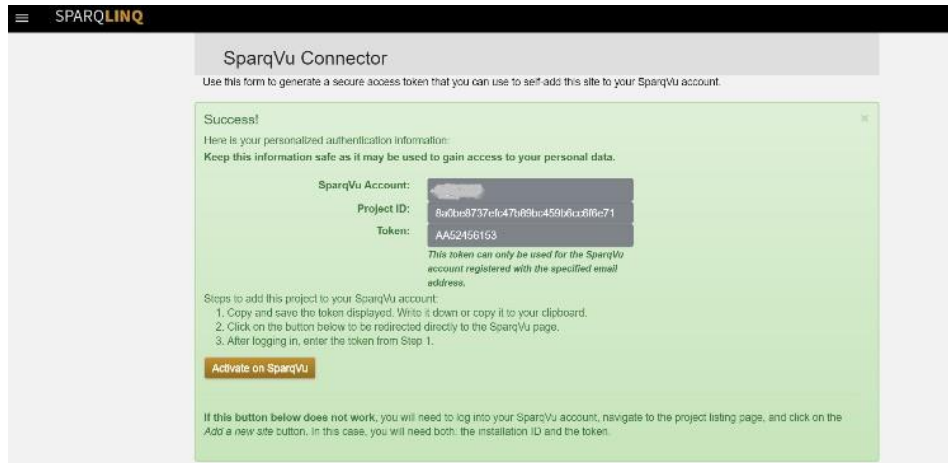 SPARQLINQ
SparqVu Connector
Use this form to generate a secure access token that you can use to self-add this site to your SparqVu account.
Success!
Here is your personalized authentication information:
Keep this information safe as it may be used to gain access to your personal data.
SparqVu Account:
Project ID:
Token: AA52456153
This token can only be used for the SparqVu
account registered with the specified email
address.
Steps to add this project to your SparqVu account:
1. Copy and save the token displayed. Write it down or copy it to your clipboard.
2. Click on the button below to be redirected directly to the SparqVu page.
3. After logging in, enter the token from Step 1.
Activate on SparqVu
If this button below does not work, you will need to log into your SparqVu account, navigate to the project listing page, and click on the
Add a new site button. In this case, you will need both: the installation ID and the token.